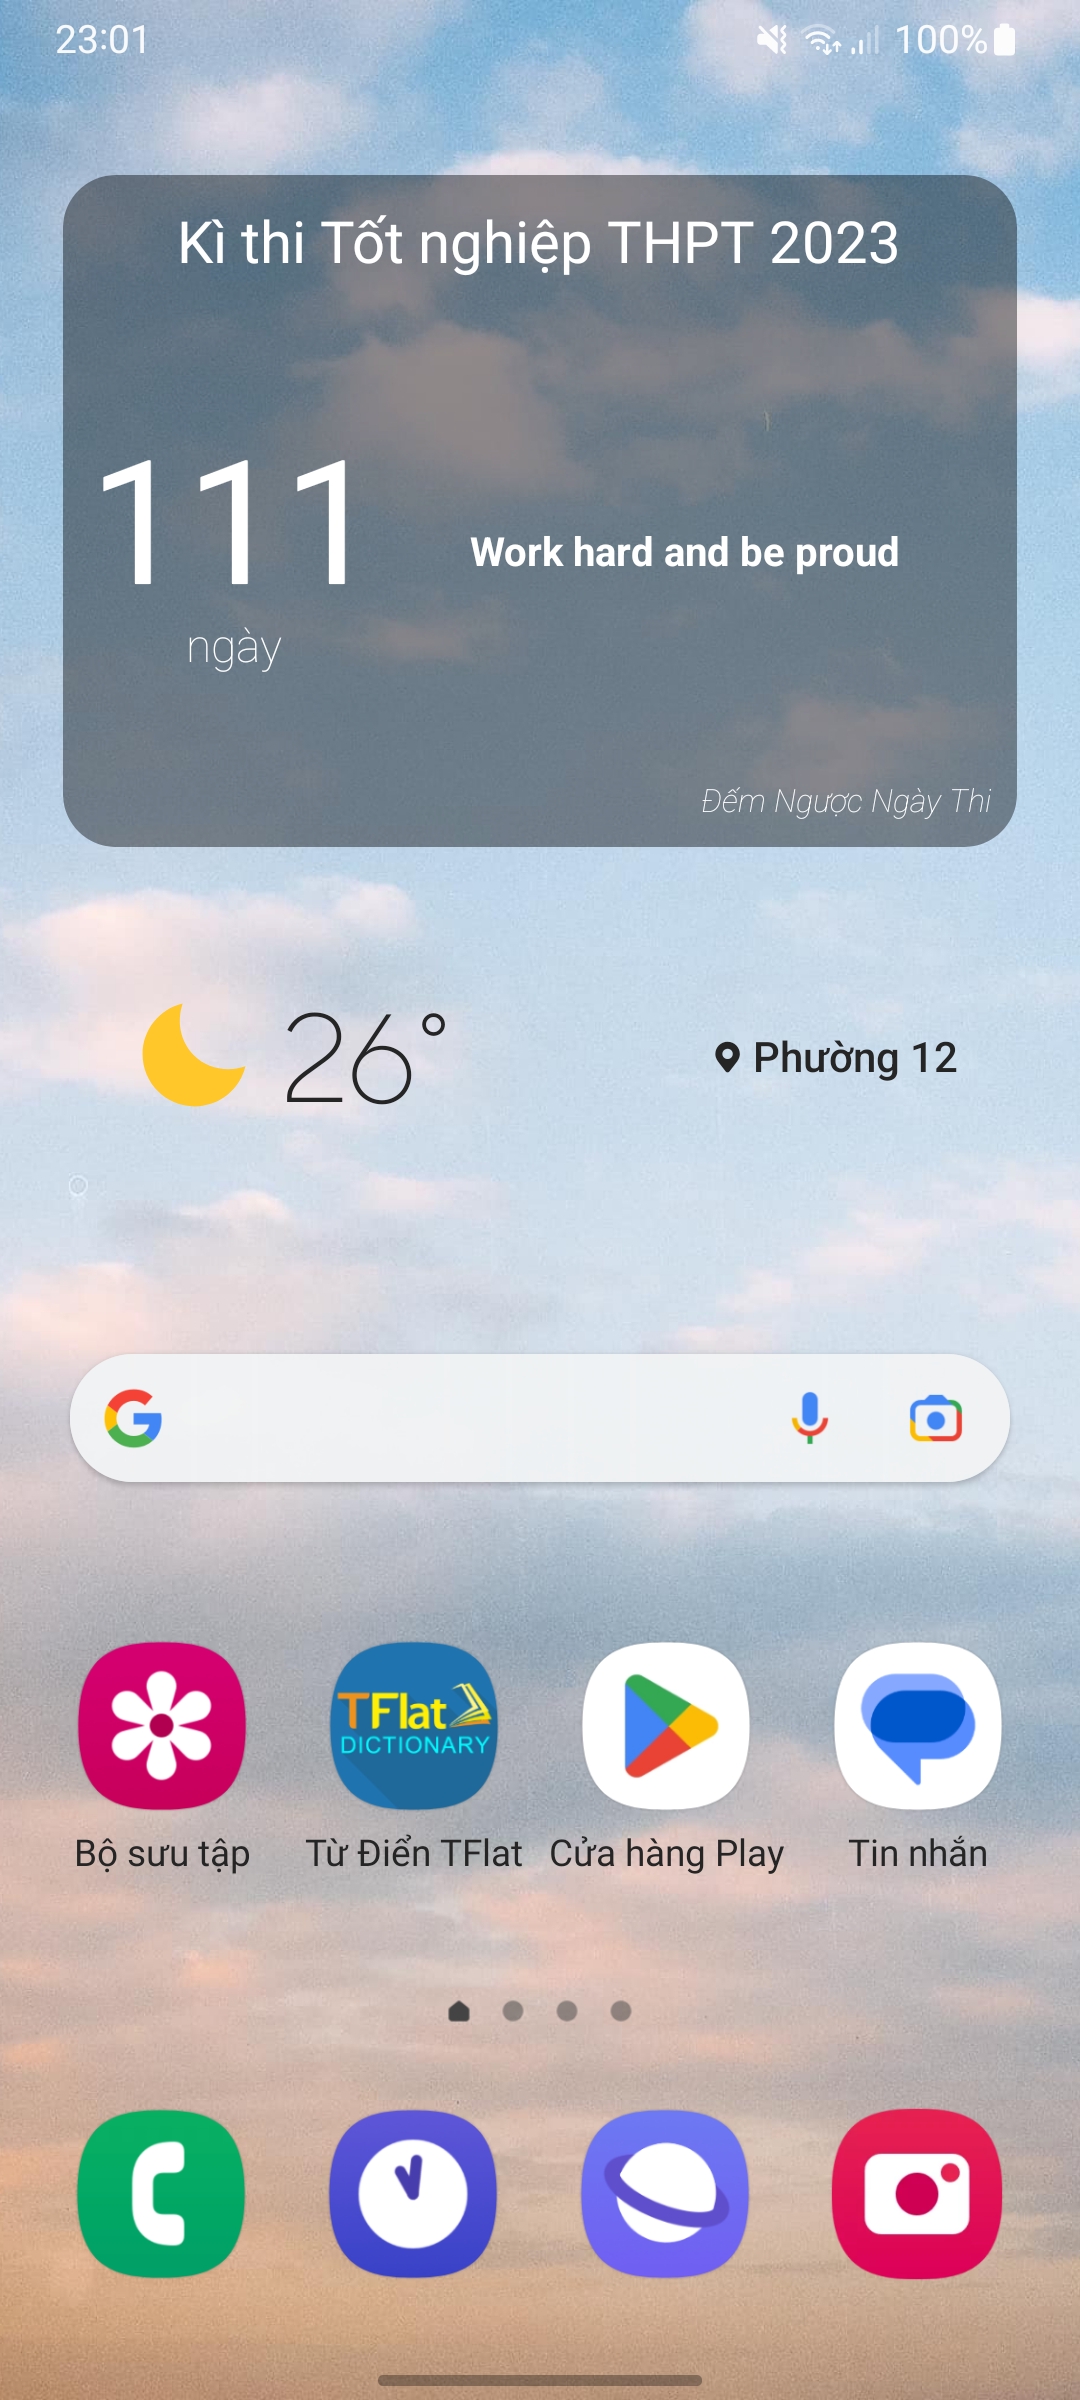 23:01
100%
Kì thi Tốt nghiệp THPT 2023
111
Work hard and be proud
ngày
Đếm Ngược Ngày Thi
26°
Phường 12
TFlat
DICTIONARY
Bộ sưu tập
Từ Điển TFlat
Cửa hàng Play
Tin nhắn